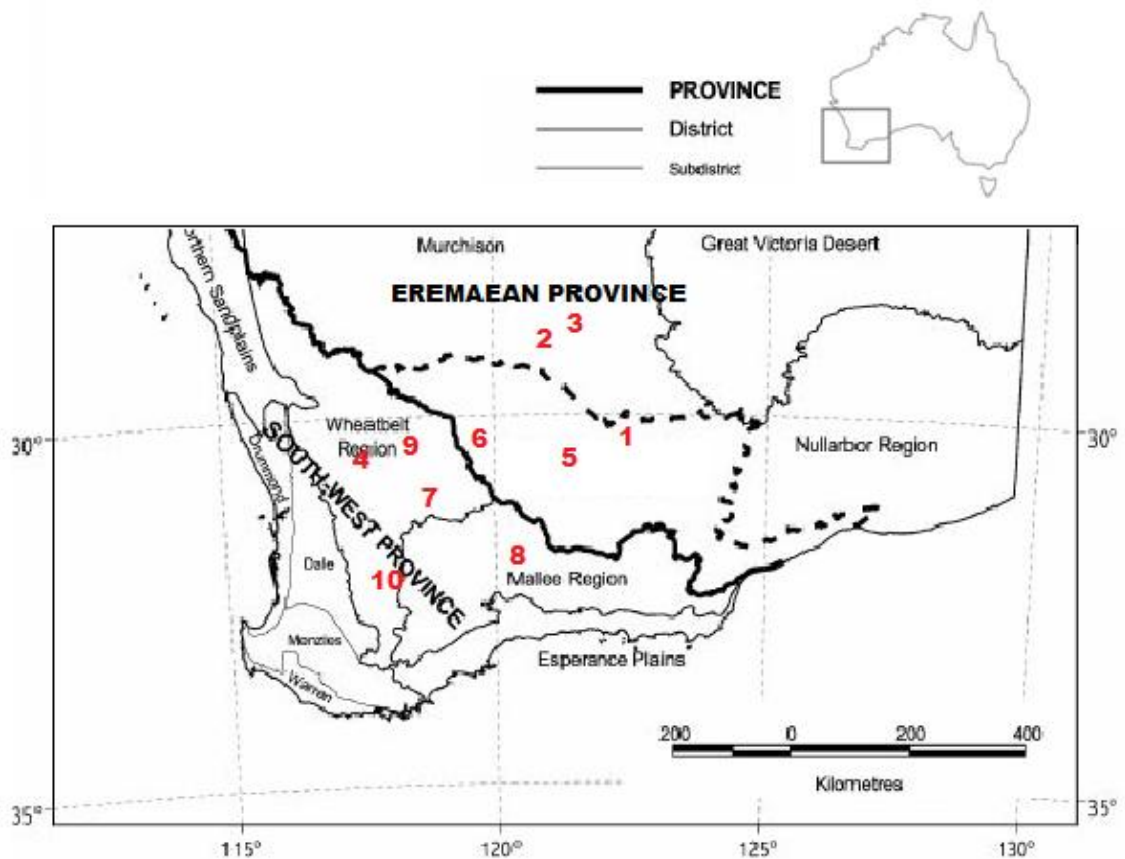 PROVINCE
District
Subdistrict
Murchison
Great Victoria Desert
orthern Sandplains
EREMAEAN PROVINCE
3
2
30°
Wheatbelt
Region
9
6
1
30°
4
5
Nullarbor Region
Drummond
SOUTH-WEST PROVINCE
7
8
Dale
10
Mallee Region
Menzies
Esperance Plains
Warren
200 0 200 400
Kilometres
35°
35°
115° 120° 125° 130°